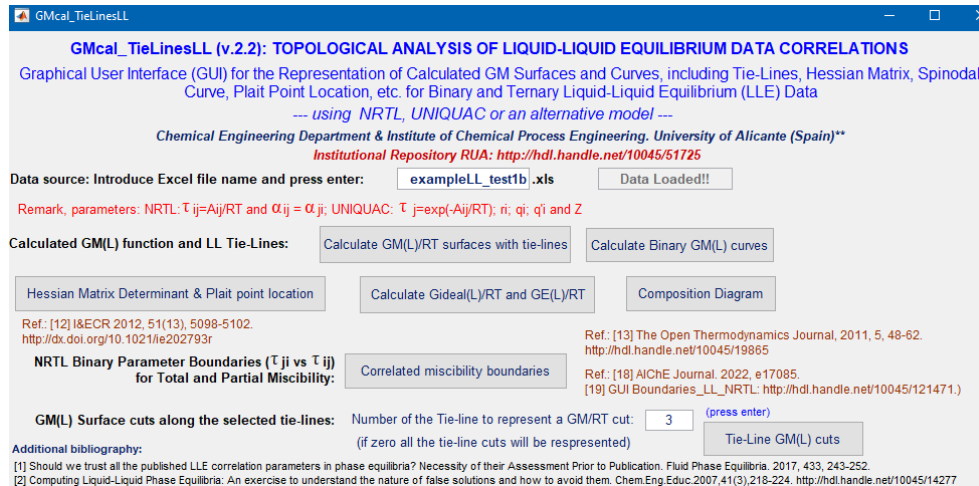 GMcal_TieLinesLL
GMcal_TieLinesLL (v.2.2): TOPOLOGICAL ANALYSIS OF LIQUID-LIQUID EQUILIBRIUM DATA CORRELATIONS
Graphical User Interface (GUI) for the Representation of Calculated GM Surfaces and Curves, including Tie-Lines, Hessian Matrix, Spinodal
Curve, Plait Point Location, etc. for Binary and Ternary Liquid-Liquid Equilibrium (LLE) Data
--- using NRTL, UNIQUAC or an alternative model ---
Chemical Engineering Department & Institute of Chemical Process Engineering. University of Alicante (Spain)**
Institutional Repository RUA: http://hdl.handle.net/10045/51725
Data source: Introduce Excel file name and press enter: exampleLL_test1b .xls Data Loaded!!
Remark, parameters: NRTL: τ ij=Aij/RT and α ij = α ji; UNIQUAC: τ j=exp(-Aij/RT); ri; qi; q'i and Z
Calculated GM(L) function and LL Tie-Lines: Calculate GM(L)/RT surfaces with tie-lines Calculate Binary GM(L) curves
Hessian Matrix Determinant & Plait point location Calculate Gideal(L)/RT and GE(L)/RT Composition Diagram
Ref.: [12] I&ECR 2012, 51(13), 5098-5102.
http://dx.doi.org/10.1021/ie202793r
Ref.: [13] The Open Thermodynamics Journal, 2011, 5, 48-62.
http://hdl.handle.net/10045/19865
NRTL Binary Parameter Boundaries (τ ji vs τ ij)
for Total and Partial Miscibility:
Correlated miscibility boundaries
Ref.: [18] AIChE Journal. 2022, e17085.
[19] GUI Boundaries_LL_NRTL: http://hdl.handle.net/10045/121471.)
GM(L) Surface cuts along the selected tie-lines: Number of the Tie-line to represent a GM/RT cut: 3 (press enter)
(if zero all the tie-line cuts will be respresented) Tie-Line GM(L) cuts
Additional bibliography:
[1] Should we trust all the published LLE correlation parameters in phase equilibria? Necessity of their Assessment Prior to Publication. Fluid Phase Equilibria. 2017, 433, 243-252.
[2] Computing Liquid-Liquid Phase Equilibria: An exercise to understand the nature of false solutions and how to avoid them. Chem.Eng.Educ.2007,41(3),218-224. http://hdl.handle.net/10045/14277